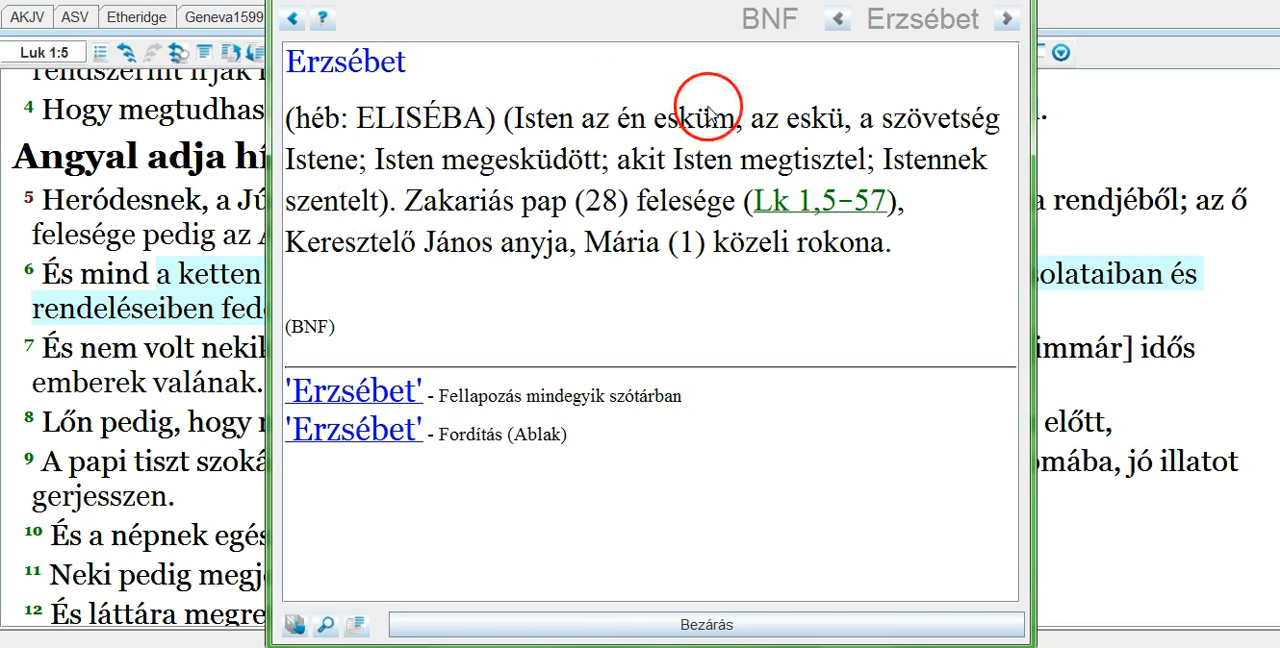 AKJV ASV Etheridge Geneva1599
BNF Erzsébet
Luk 1:5
Erzsébet
(héb: ELISÉBA) (Isten az én esküm, az eskü, a szövetség
Istene; Isten megesküdött; akit Isten megtisztel; Istennek
szentelt). Zakariás pap (28) felesége (Lk 1,5-57),
Keresztelő János anyja, Mária (1) közeli rokona.
(BNF)
'Erzsébet' - Fellapozás mindegyik szótárban
'Erzsébet' - Fordítás (Ablak)
Bezárás
4 Hogy megtudhas
Angyal adja hí
5 Heródesnek, a Jú a rendjéből; az ő
felesége pedig az
6 És mind a ketten solataiban és
rendeléseiben fed
7 És nem volt nekik immár] idős
emberek valának.
8 Lőn pedig, hogy előtt,
9 A papi tiszt szoká omába, jó illatot
gerjesszen.
10 És a népnek egés
11 Neki pedig megj
12 És láttára megre